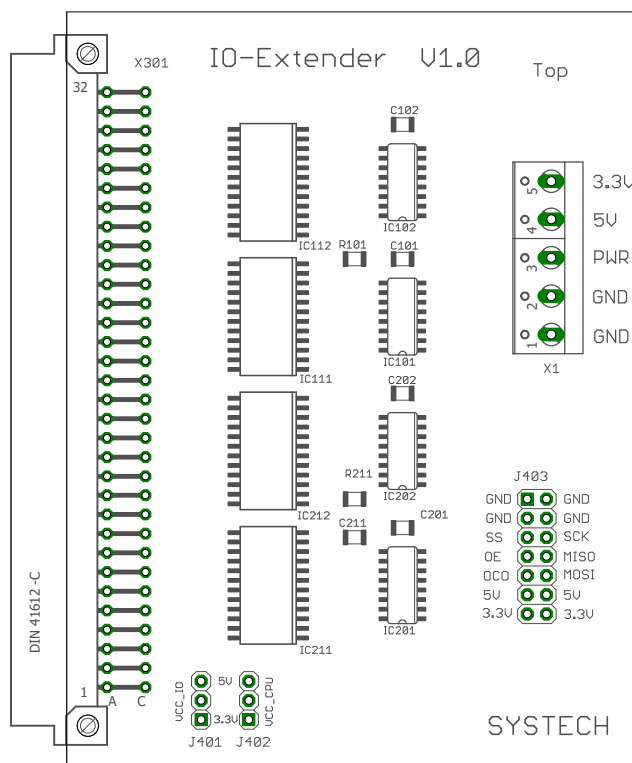 IO-Extender V1.0
Top
X301
32
C102
IC102
IC112
R101
C101
IC101
IC111
C202
IC202
R211
C211
C201
IC212
IC201
IC211
5 3.3V
4 5V
3 PWR
2 GND
1 GND
X1
J403
GND GND
GND GND
SS SCK
OE MISO
OCO MOSI
5V 5V
3.3V 3.3V
DIN 41612 -C
1
A C
VCC_IO
5V
3.3V
VCC_CPU
J401 J402
SYSTECH